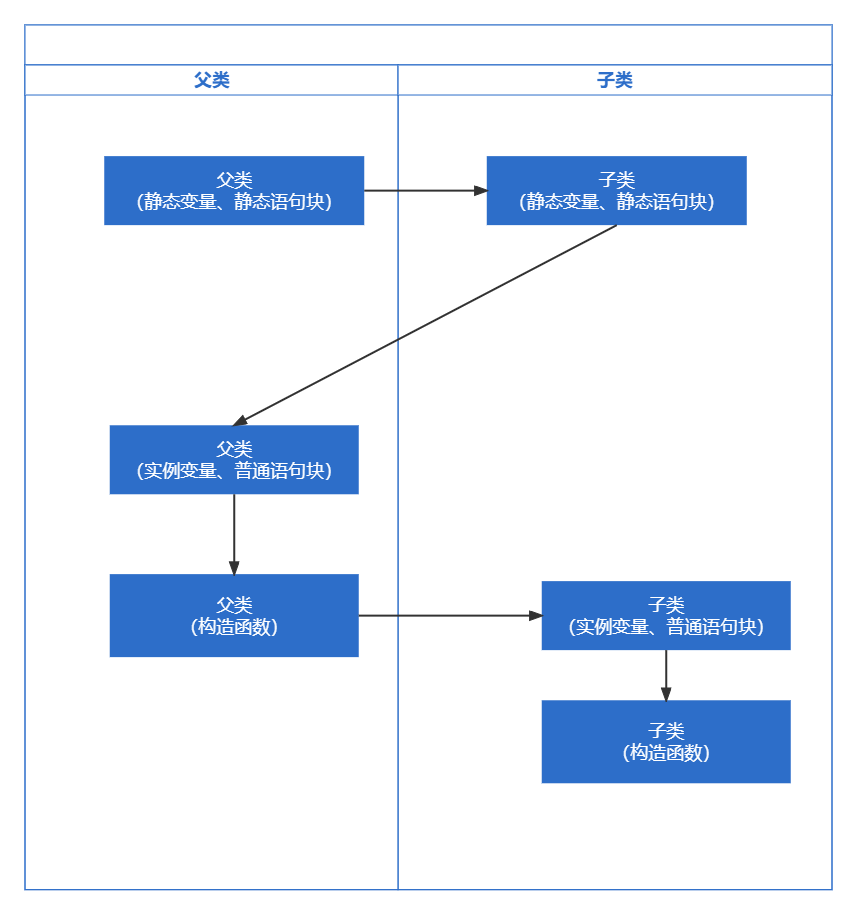 父类
子类
父类
（静态变量、静态语句块）
子类
（静态变量、静态语句块）
父类
（实例变量、普通语句块）
父类
（构造函数）
子类
（实例变量、普通语句块）
子类
（构造函数）